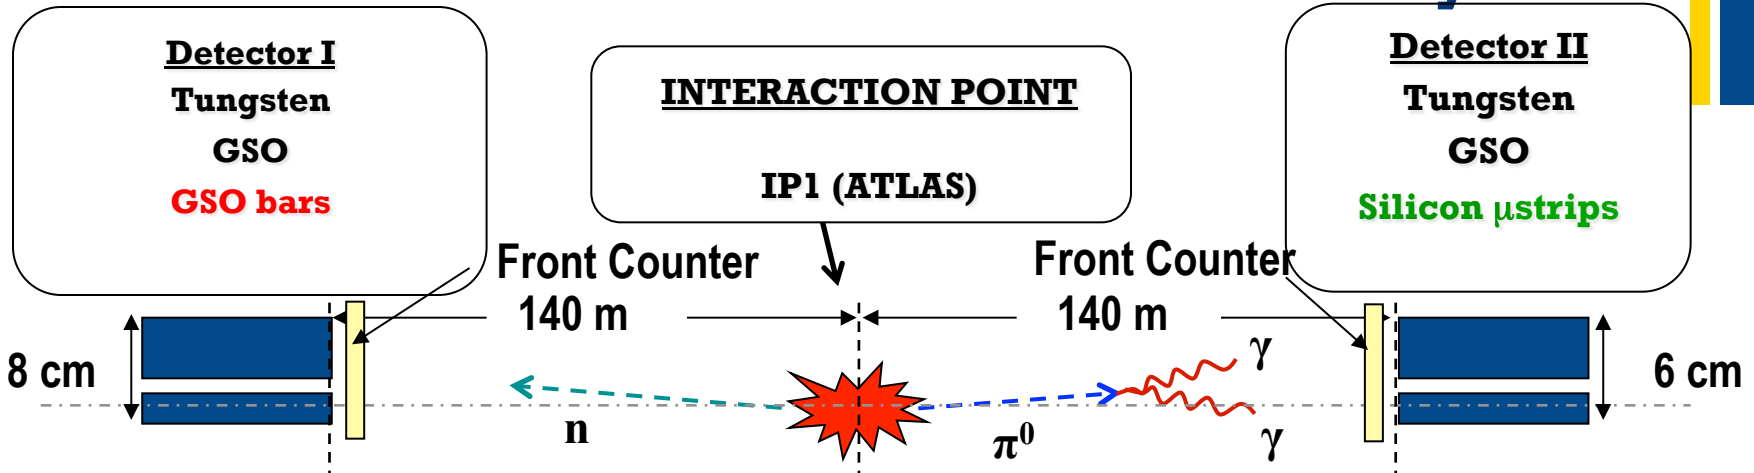 Detector I
Tungsten
GSO
GSO bars
INTERACTION POINT
IP1 (ATLAS)
Detector II
Tungsten
GSO
Silicon μstrips
Front Counter
140 m
Front Counter
140 m
8 cm
6 cm
n
π⁰
γ
γ